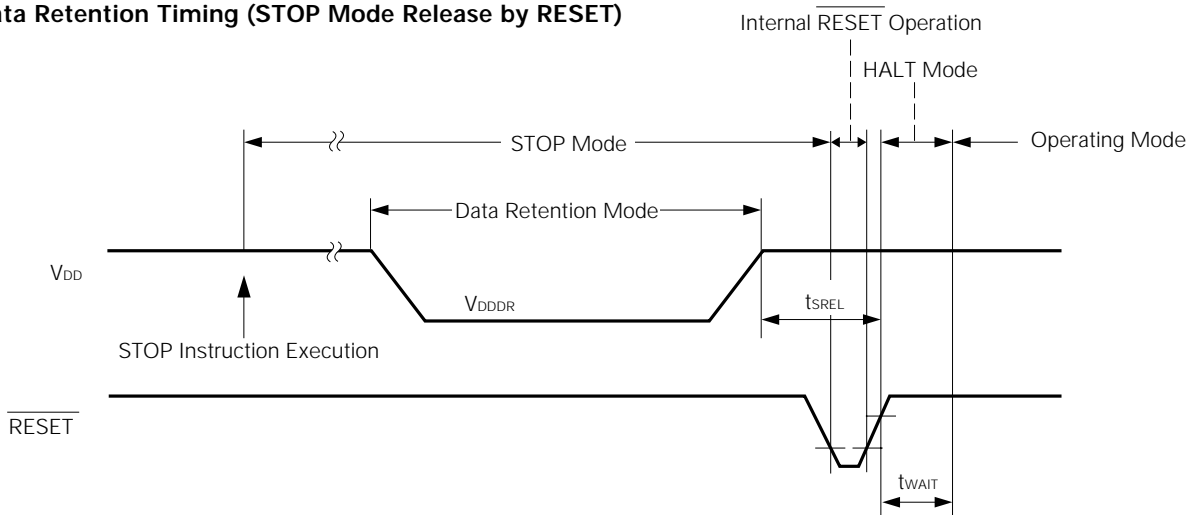 ata Retention Timing (STOP Mode Release by RESET)
Internal RESET Operation
HALT Mode
STOP Mode
Operating Mode
Data Retention Mode
VDD
VDDDR
tSREL
STOP Instruction Execution
RESET
tWAIT